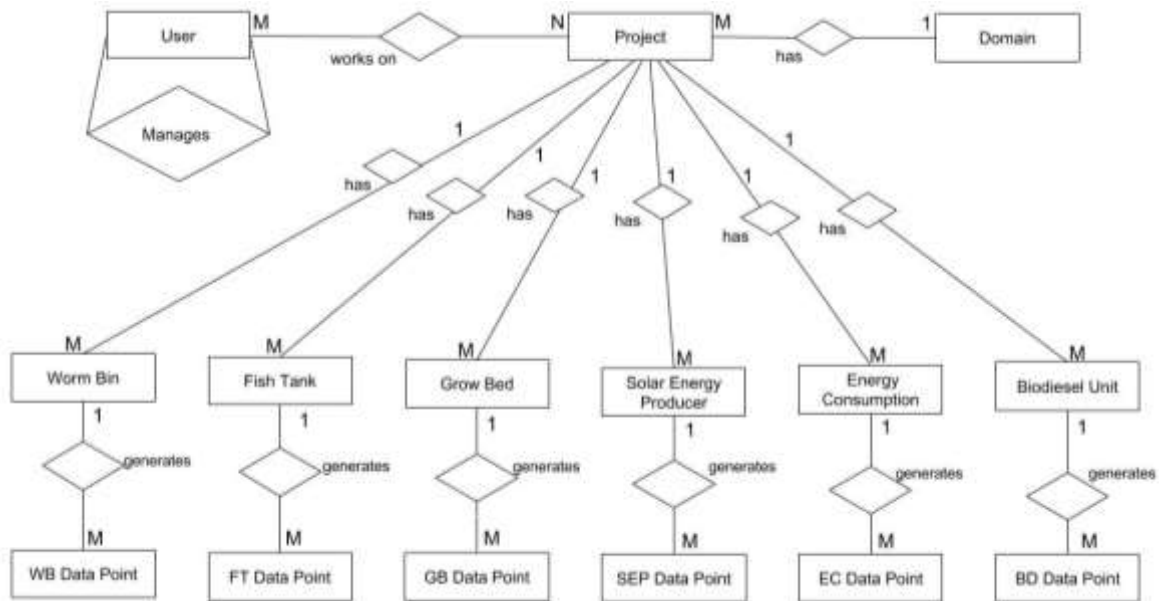 User
M
works on
N
Project
M
has
1
Domain
Manages
1
has
1
has
1
has
1
has
1
has
1
has
M
Worm Bin
M
Fish Tank
M
Grow Bed
M
Solar Energy
Producer
M
Energy
Consumption
M
Biodiesel Unit
1
generates
1
generates
1
generates
1
generates
1
generates
1
generates
M
WB Data Point
M
FT Data Point
M
GB Data Point
M
SEP Data Point
M
EC Data Point
M
BD Data Point